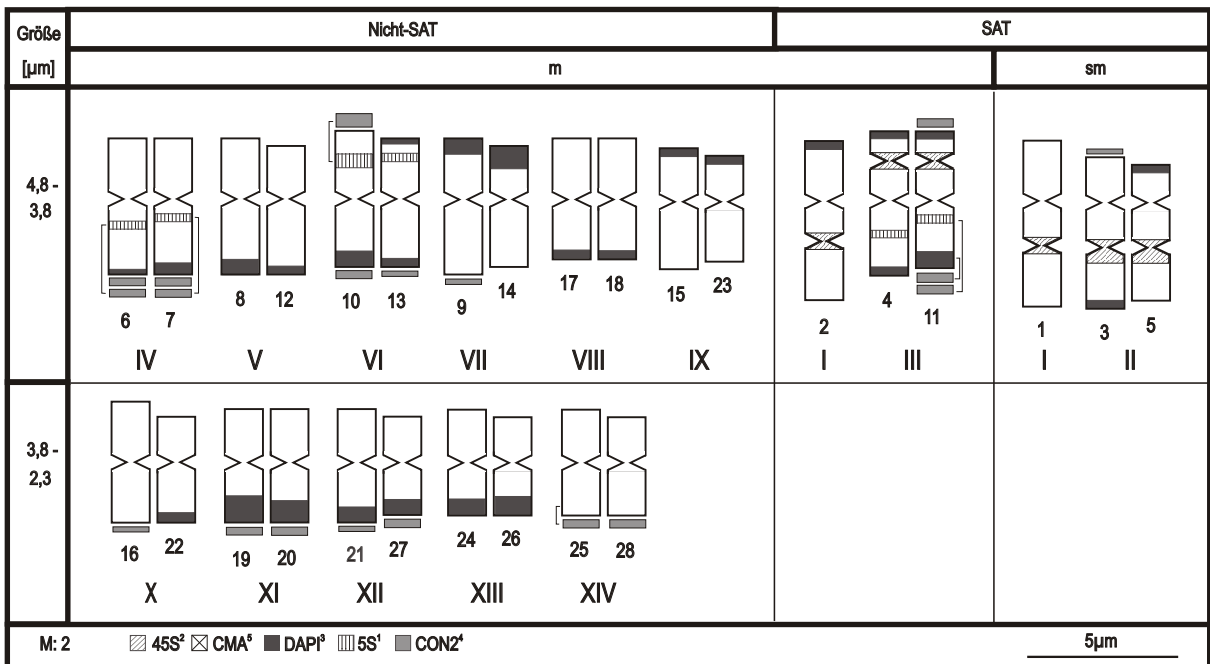 Größe
[µm]
Nicht-SAT
SAT
m
sm
4,8 -
3,8
6 7 8 12 10 13 9 14 17 18 15 23 2 4 11 1 3 5
IV V VI VII VIII IX I III I II
3,8 -
2,3
16 22 19 20 21 27 24 26 25 28
X XI XII XIII XIV
M: 2 45S² CMA⁵ DAPI³ 5S¹ CON2⁴ 5µm